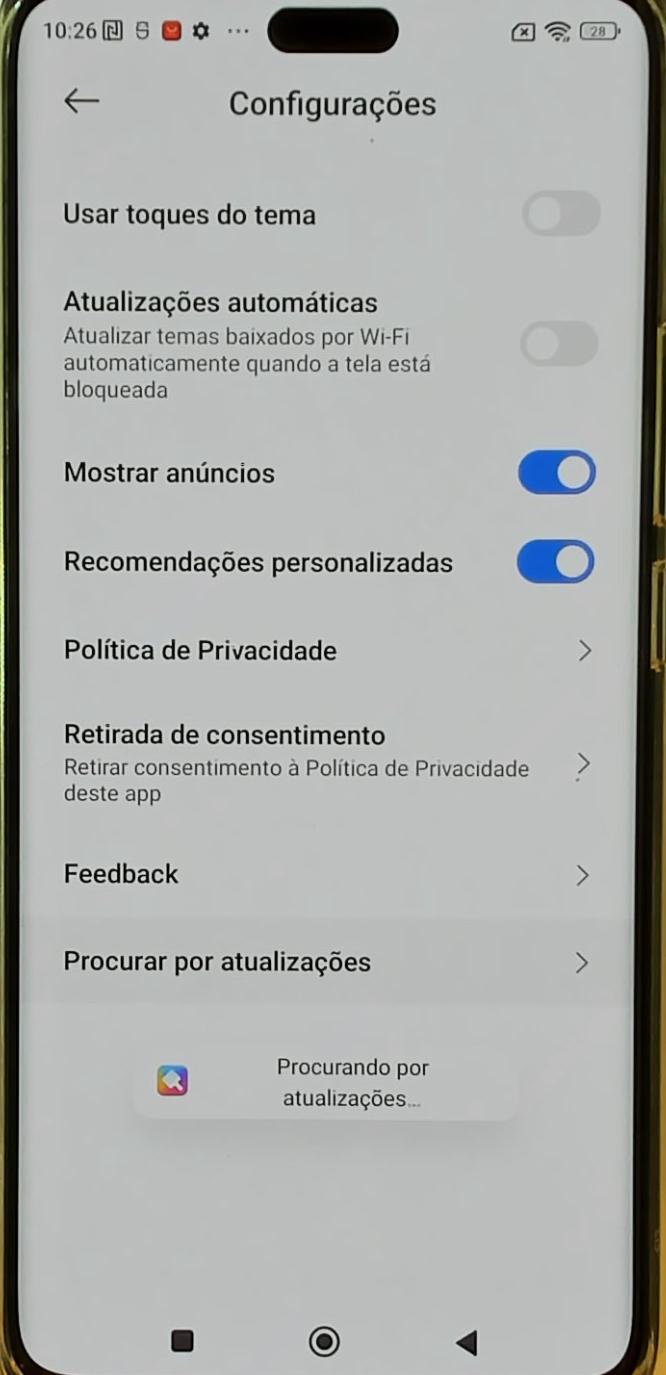 10:26
28
Configurações
Usar toques do tema
Atualizações automáticas
Atualizar temas baixados por Wi-Fi
automaticamente quando a tela está
bloqueada
Mostrar anúncios
Recomendações personalizadas
Política de Privacidade
Retirada de consentimento
Retirar consentimento à Política de Privacidade
deste app
Feedback
Procurar por atualizações
Procurando por
atualizações...